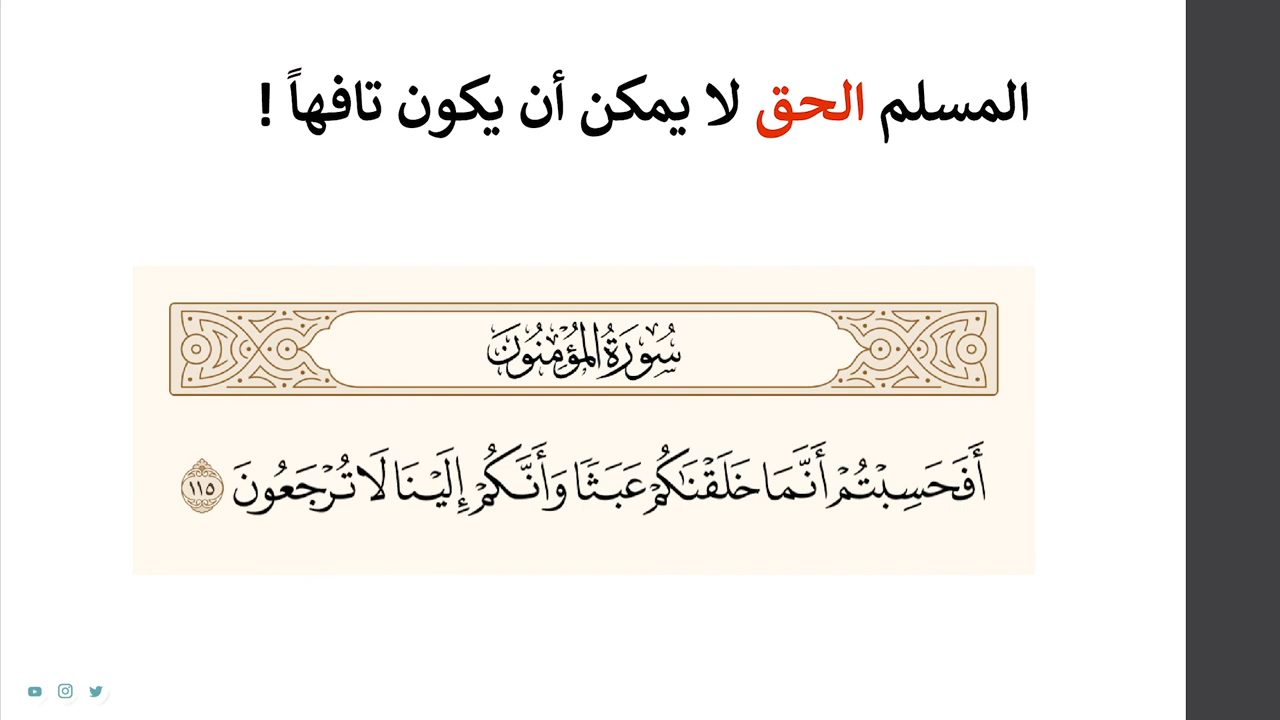 المسلم الحق لا يمكن أن يكون تافهاً !
سُورَةُ المُؤْمِنُونَ
أَفَحَسِبْتُمْ أَنَّمَا خَلَقْنَٰكُمْ عَبَثًا وَأَنَّكُمْ إِلَيْنَا لَا تُرْجَعُونَ ١١٥